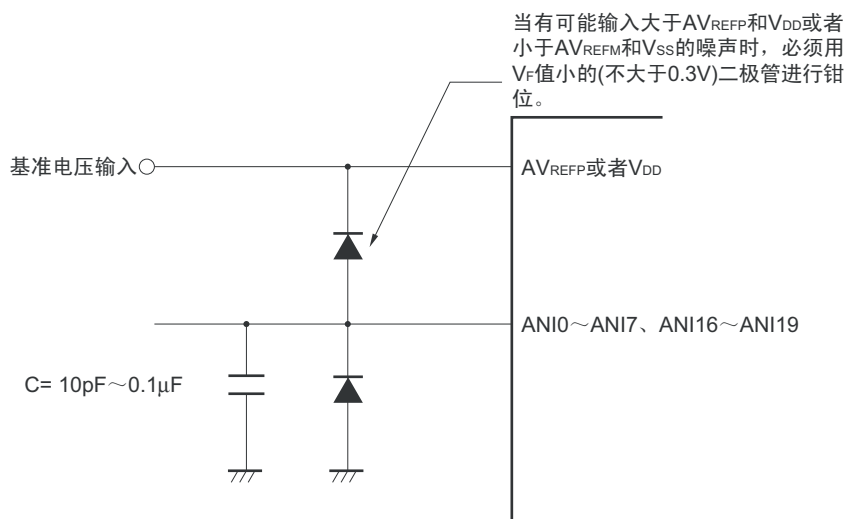 当有可能输入大于AVREFP和VDD或者
小于AVREFM和VSS的噪声时，必须用
VF值小的(不大于0.3V)二极管进行钳
位。
基准电压输入
AVREFP或者VDD
ANI0～ANI7、ANI16～ANI19
C= 10pF～0.1μF